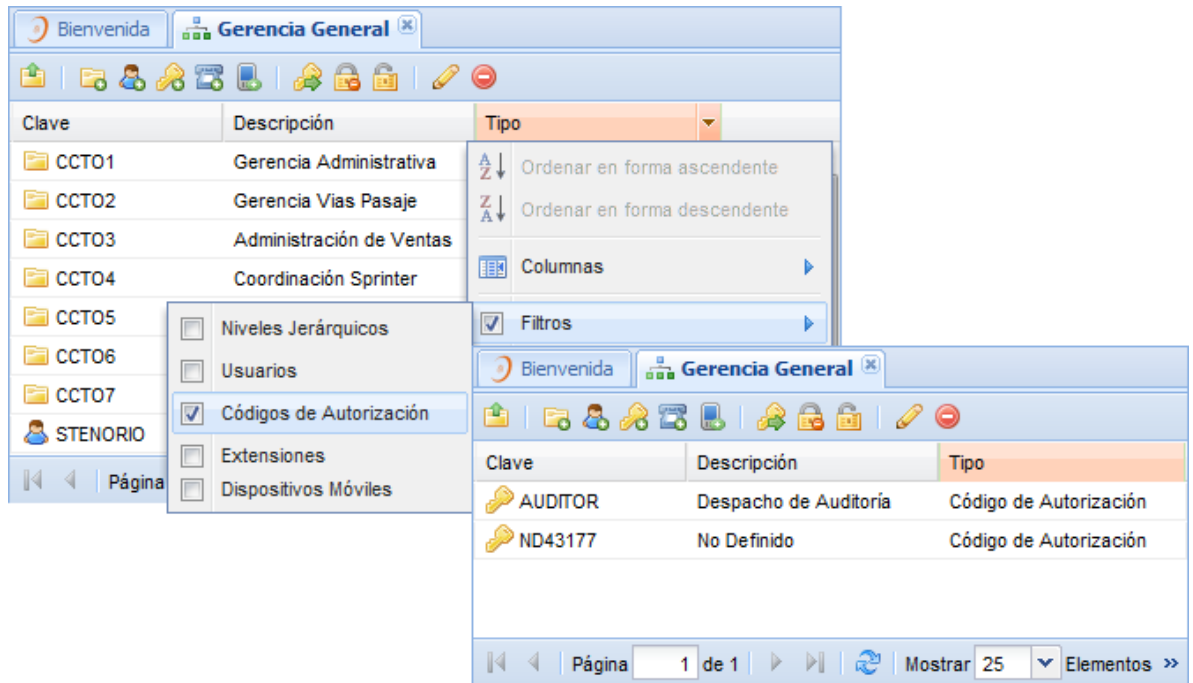 Bienvenida Gerencia General
Clave Descripción Tipo
CCTO1 Gerencia Administrativa
CCTO2 Gerencia Vias Pasaje
CCTO3 Administración de Ventas
CCTO4 Coordinación Sprinter
CCTO5
CCTO6
CCTO7
STENORIO
Página
A Z Ordenar en forma ascendente
Z A Ordenar en forma descendente
Columnas
Filtros
Niveles Jerárquicos
Usuarios
Códigos de Autorización
Extensiones
Dispositivos Móviles
Bienvenida Gerencia General
Clave Descripción Tipo
AUDITOR Despacho de Auditoría Código de Autorización
ND43177 No Definido Código de Autorización
Página 1 de 1 Mostrar 25 Elementos »